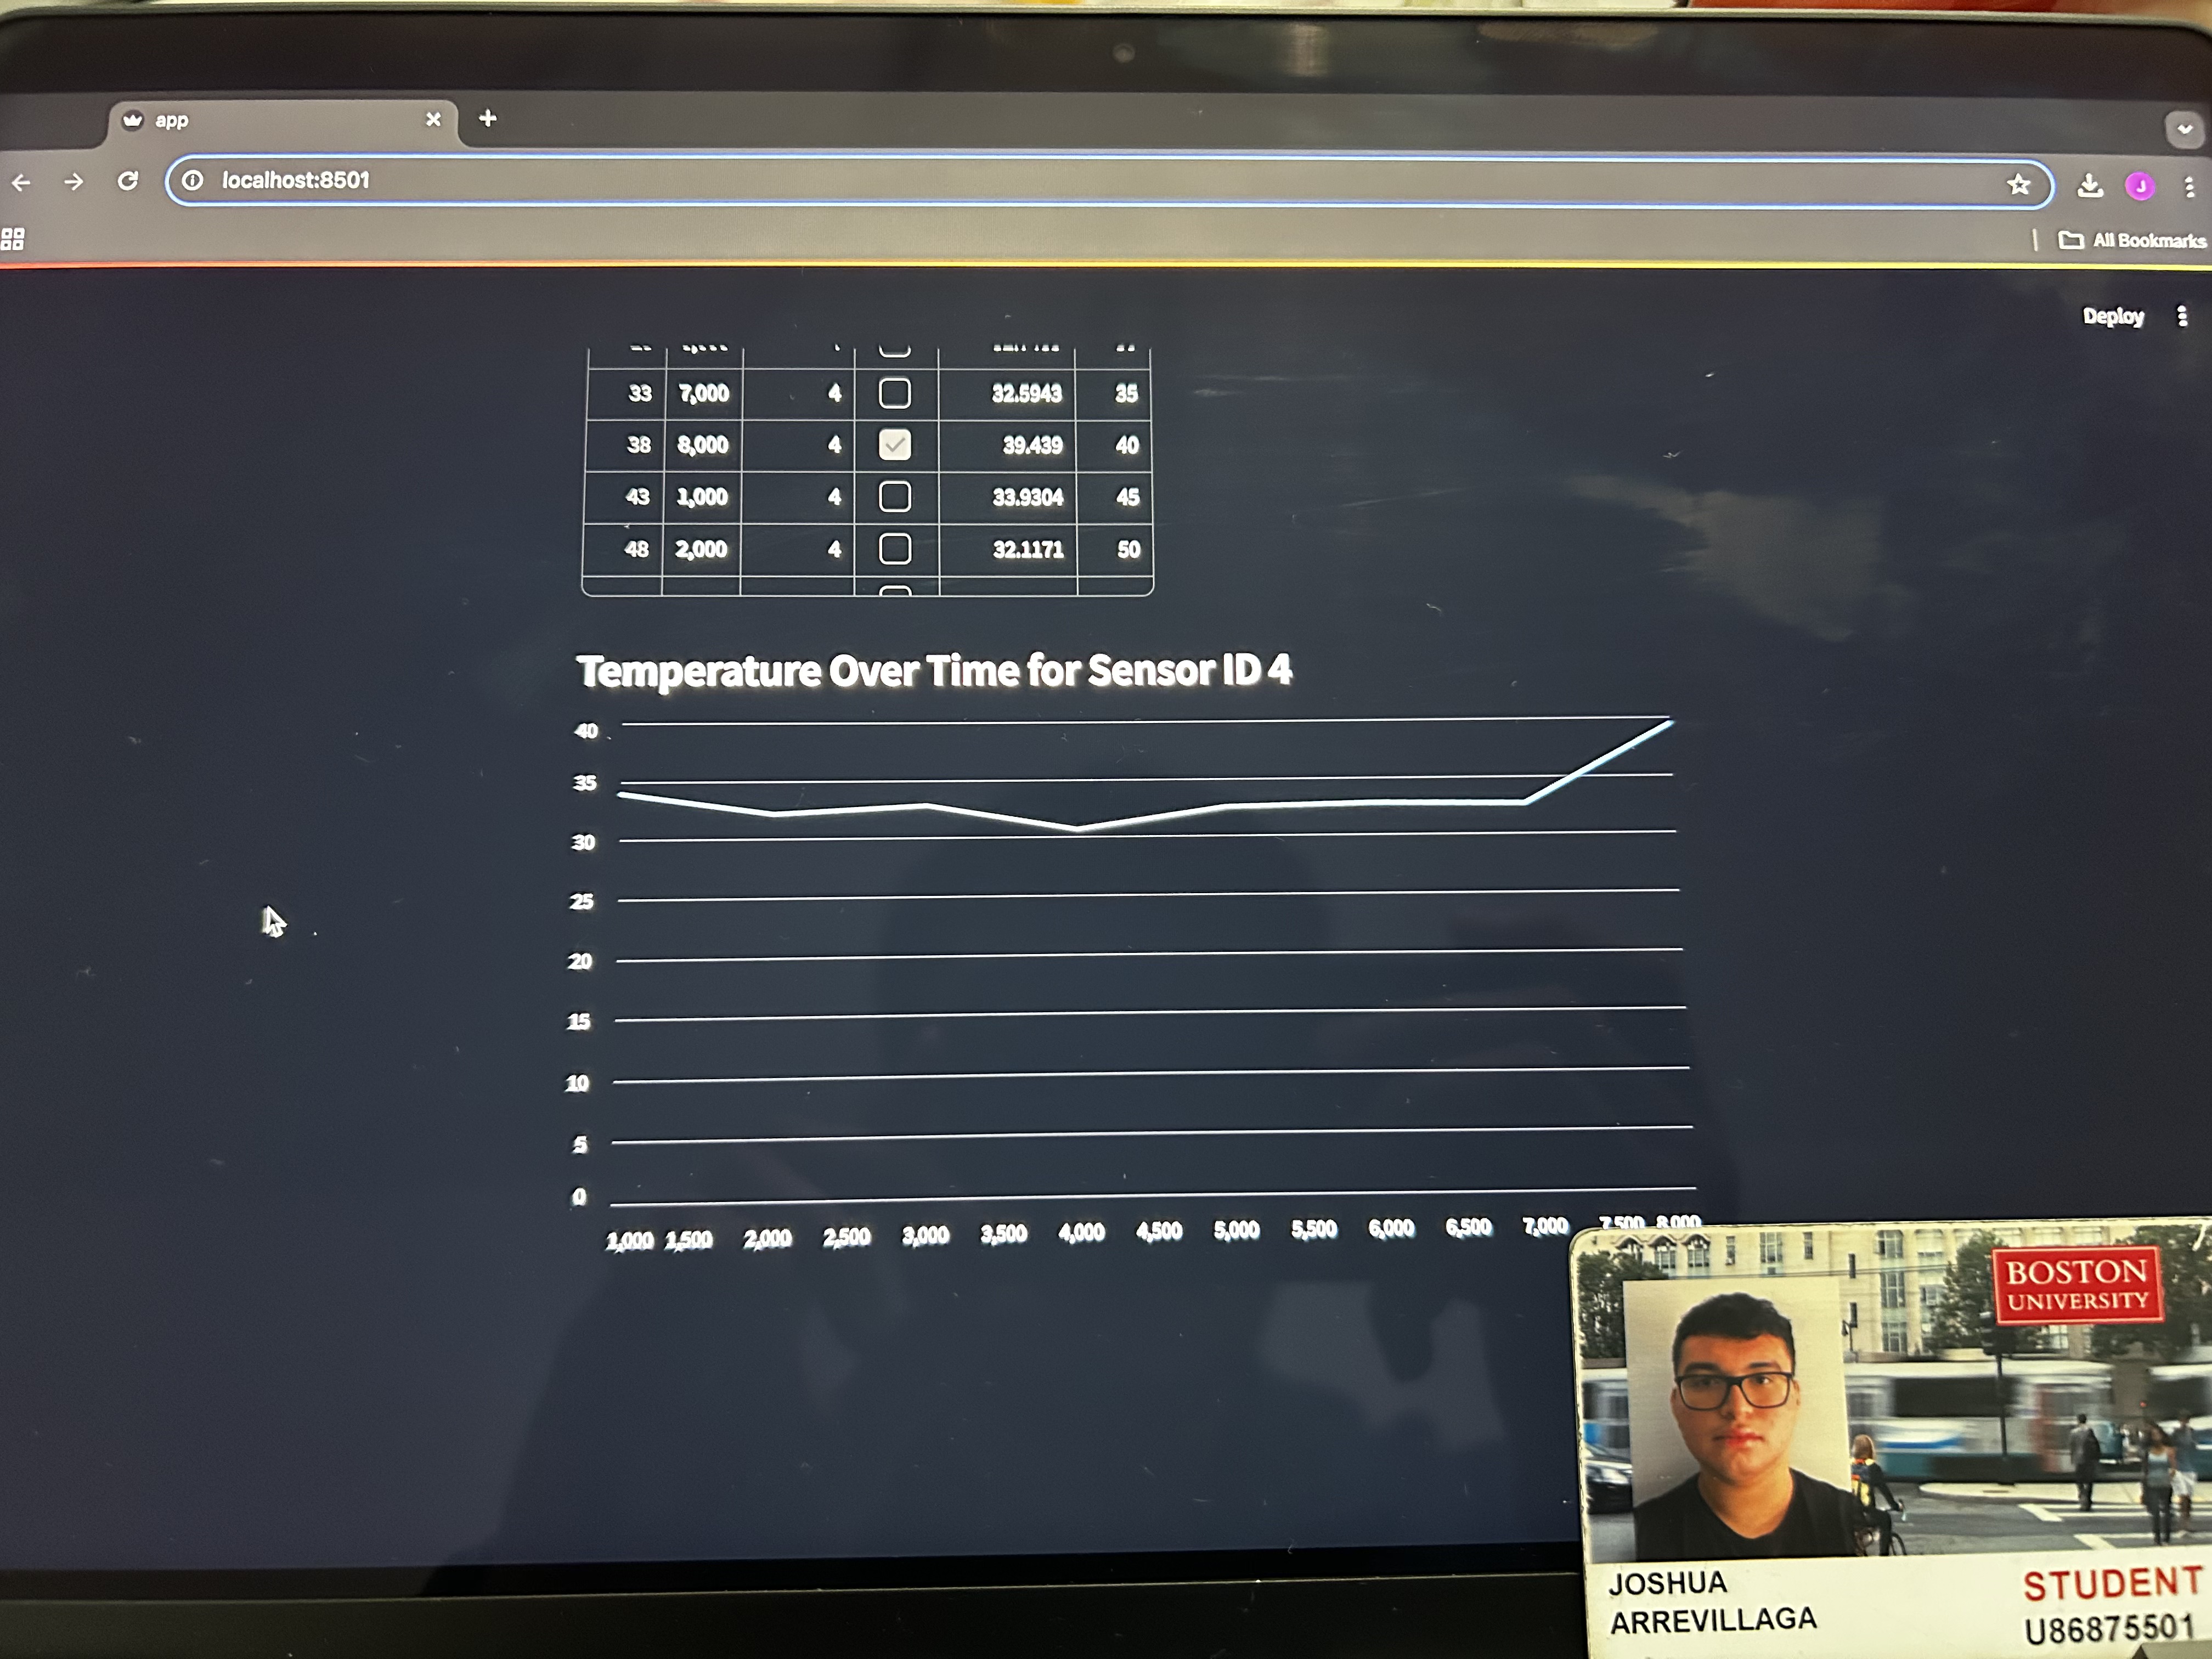 app
localhost:8501
J
All Bookmarks
Deploy
33 7,000 4 32.5943 35
38 8,000 4 39.439 40
43 1,000 4 33.9304 45
48 2,000 4 32.1171 50
Temperature Over Time for Sensor ID 4
40
35
30
25
20
15
10
5
0
1,000 1,500 2,000 2,500 3,000 3,500 4,000 4,500 5,000 5,500 6,000 6,500 7,000 7,500 8,000
BOSTON
UNIVERSITY
JOSHUA
ARREVILLAGA
STUDENT
U86875501